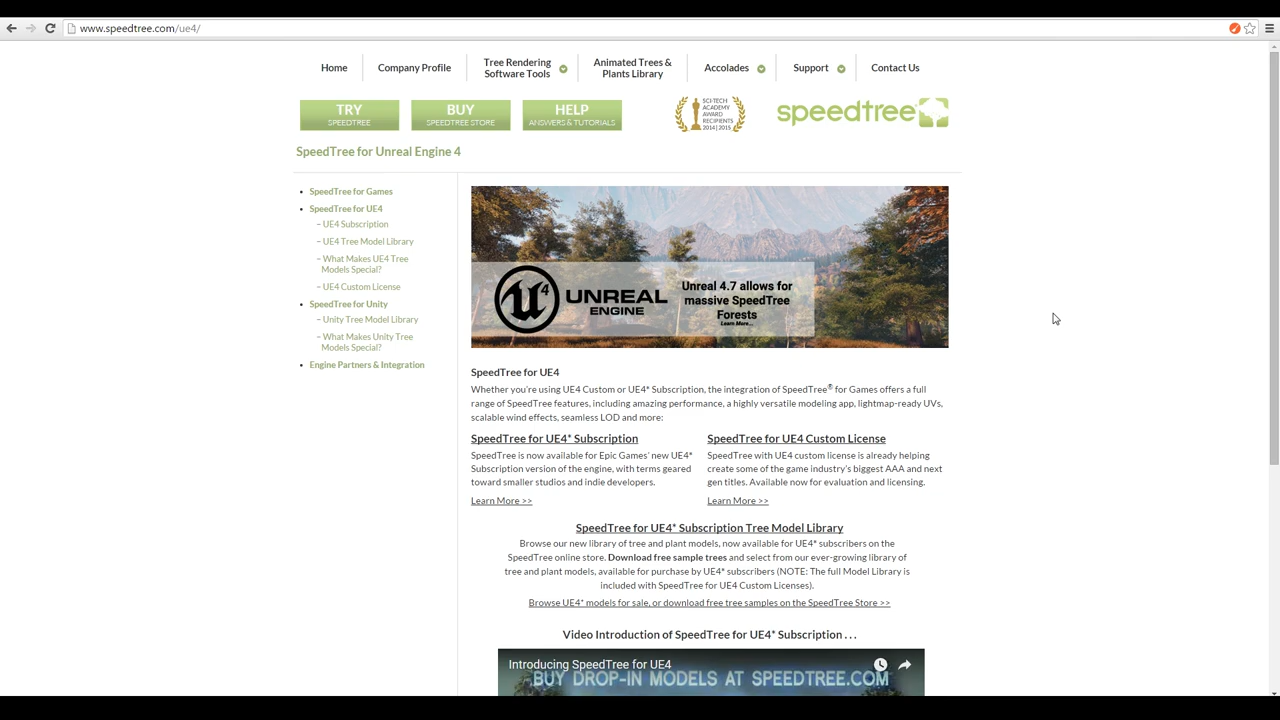 www.speedtree.com/ue4/
Home
Company Profile
Tree Rendering
Software Tools
Animated Trees &
Plants Library
Accolades
Support
Contact Us
TRY
SPEEDTREE
BUY
SPEEDTREE STORE
HELP
ANSWERS & TUTORIALS
SCI-TECH
ACADEMY
AWARD
RECIPIENTS
2014|2015
speedtree
SpeedTree for Unreal Engine 4
• SpeedTree for Games
• SpeedTree for UE4
– UE4 Subscription
– UE4 Tree Model Library
– What Makes UE4 Tree
Models Special?
– UE4 Custom License
• SpeedTree for Unity
– Unity Tree Model Library
– What Makes Unity Tree
Models Special?
• Engine Partners & Integration
U4 UNREAL
ENGINE
Unreal 4.7 allows for
massive SpeedTree
Forests
Learn More...
SpeedTree for UE4
Whether you're using UE4 Custom or UE4* Subscription, the integration of SpeedTree® for Games offers a full
range of SpeedTree features, including amazing performance, a highly versatile modeling app, lightmap-ready UVs,
scalable wind effects, seamless LOD and more:
SpeedTree for UE4* Subscription
SpeedTree is now available for Epic Games' new UE4*
Subscription version of the engine, with terms geared
toward smaller studios and indie developers.
Learn More >>
SpeedTree for UE4 Custom License
SpeedTree with UE4 custom license is already helping
create some of the game industry's biggest AAA and next
gen titles. Available now for evaluation and licensing.
Learn More >>
SpeedTree for UE4* Subscription Tree Model Library
Browse our new library of tree and plant models, now available for UE4* subscribers on the
SpeedTree online store. Download free sample trees and select from our ever-growing library of
tree and plant models, available for purchase by UE4* subscribers (NOTE: The full Model Library is
included with SpeedTree for UE4 Custom Licenses).
Browse UE4* models for sale, or download free tree samples on the SpeedTree Store >>
Video Introduction of SpeedTree for UE4* Subscription . . .
Introducing SpeedTree for UE4
BUY DROP-IN MODELS AT SPEEDTREE.COM